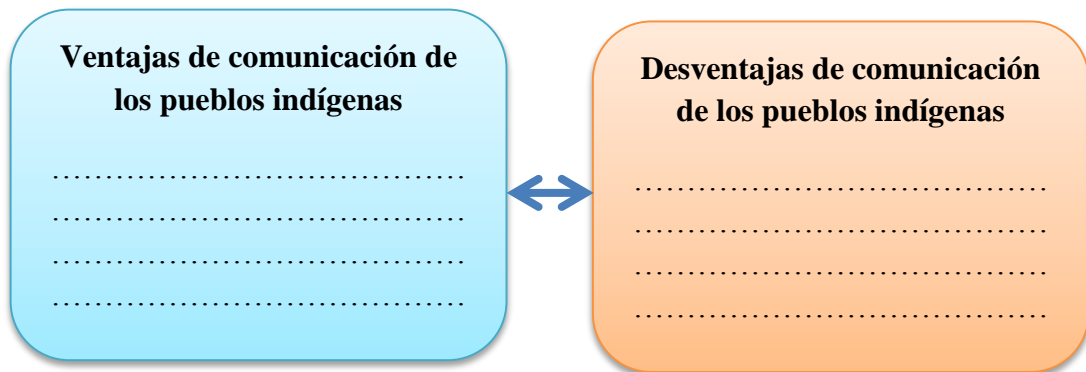 Ventajas de comunicación de
los pueblos indígenas
……………………………………
……………………………………
……………………………………
……………………………………
Desventajas de comunicación
de los pueblos indígenas
……………………………………
……………………………………
……………………………………
……………………………………